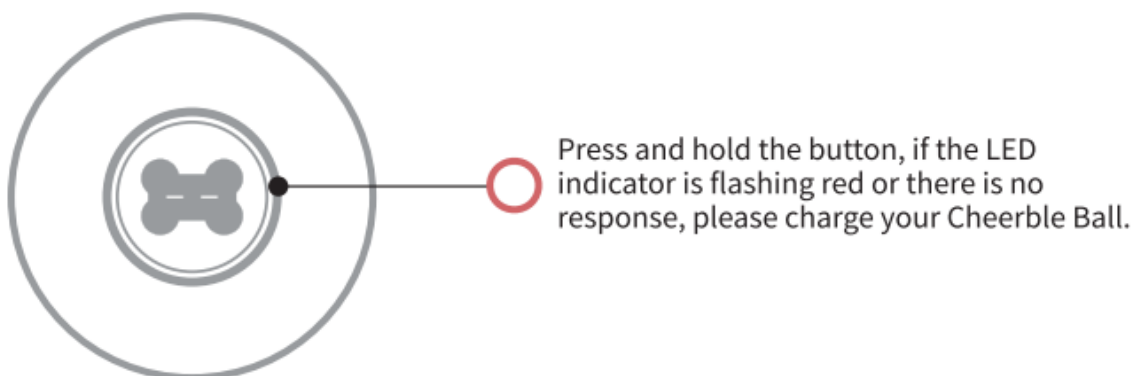 Press and hold the button, if the LED
indicator is flashing red or there is no
response, please charge your Cheerble Ball.